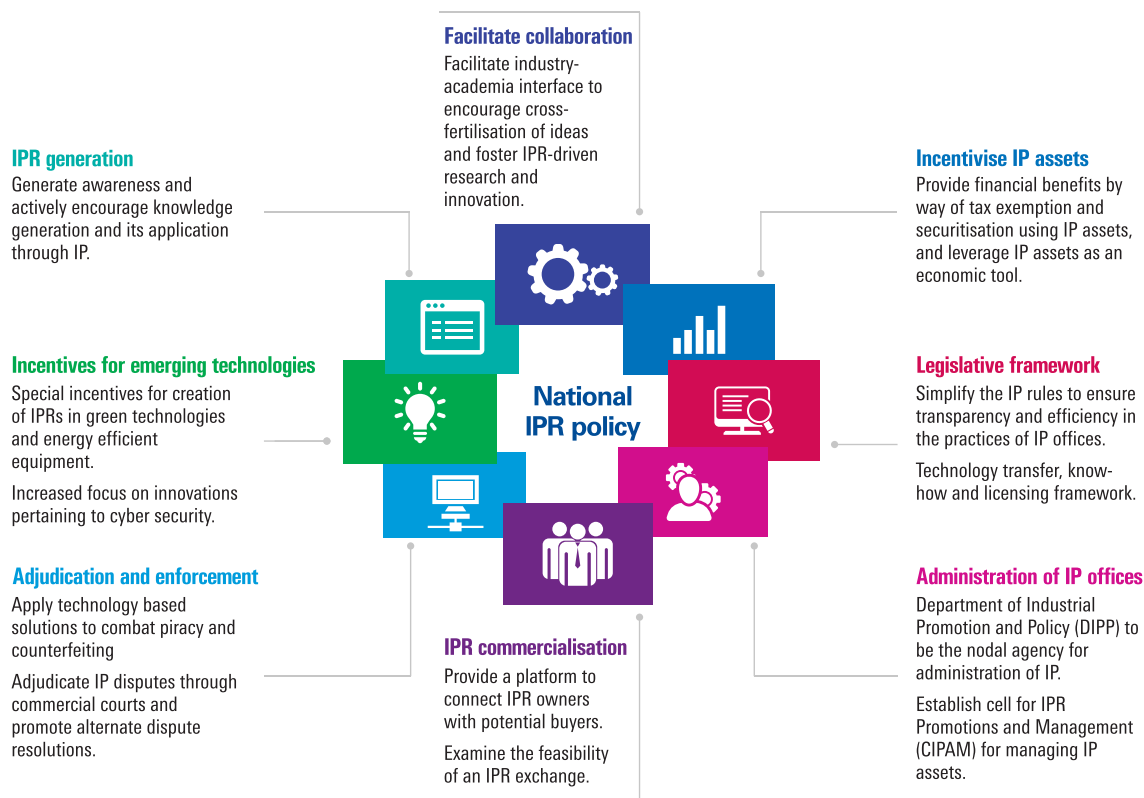 Facilitate collaboration
Facilitate industry-
academia interface to
encourage cross-
fertilisation of ideas
and foster IPR-driven
research and
innovation.
IPR generation
Generate awareness and
actively encourage knowledge
generation and its application
through IP.
Incentivise IP assets
Provide financial benefits by
way of tax exemption and
securitisation using IP assets,
and leverage IP assets as an
economic tool.
Incentives for emerging technologies
Special incentives for creation
of IPRs in green technologies
and energy efficient
equipment.
Increased focus on innovations
pertaining to cyber security.
National
IPR policy
Legislative framework
Simplify the IP rules to ensure
transparency and efficiency in
the practices of IP offices.
Technology transfer, know-
how and licensing framework.
Adjudication and enforcement
Apply technology based
solutions to combat piracy and
counterfeiting
Adjudicate IP disputes through
commercial courts and
promote alternate dispute
resolutions.
IPR commercialisation
Provide a platform to
connect IPR owners
with potential buyers.
Examine the feasibility
of an IPR exchange.
Administration of IP offices
Department of Industrial
Promotion and Policy (DIPP) to
be the nodal agency for
administration of IP.
Establish cell for IPR
Promotions and Management
(CIPAM) for managing IP
assets.